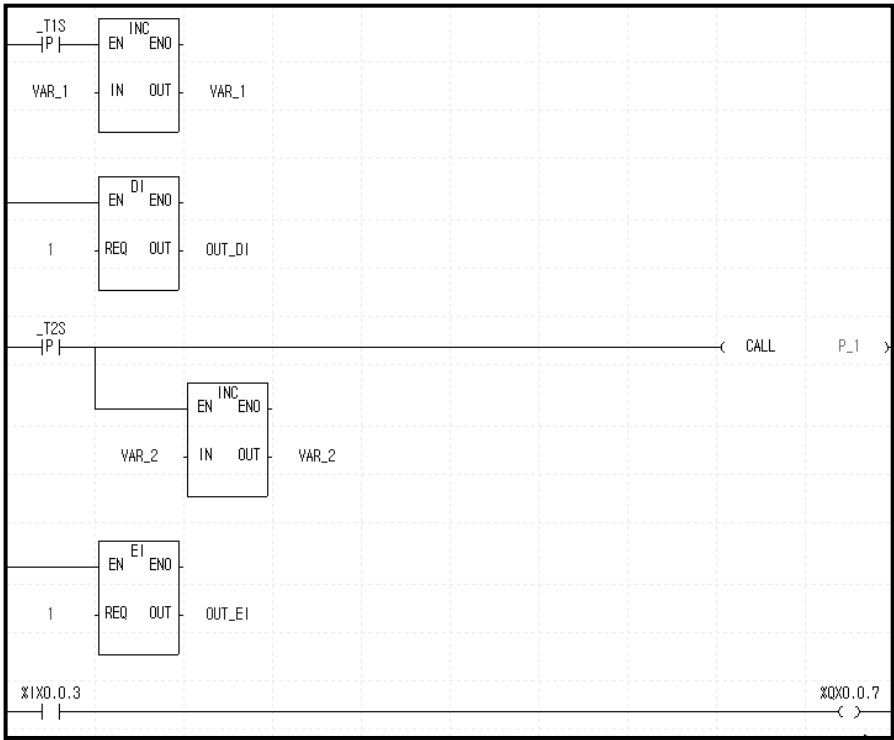 _T1S
P
INC
EN ENO
VAR_1 IN OUT VAR_1
DI
EN ENO
1 REQ OUT OUT_DI
_T2S
P
CALL P_1
INC
EN ENO
VAR_2 IN OUT VAR_2
EI
EN ENO
1 REQ OUT OUT_EI
%IX0.0.3 %QX0.0.7